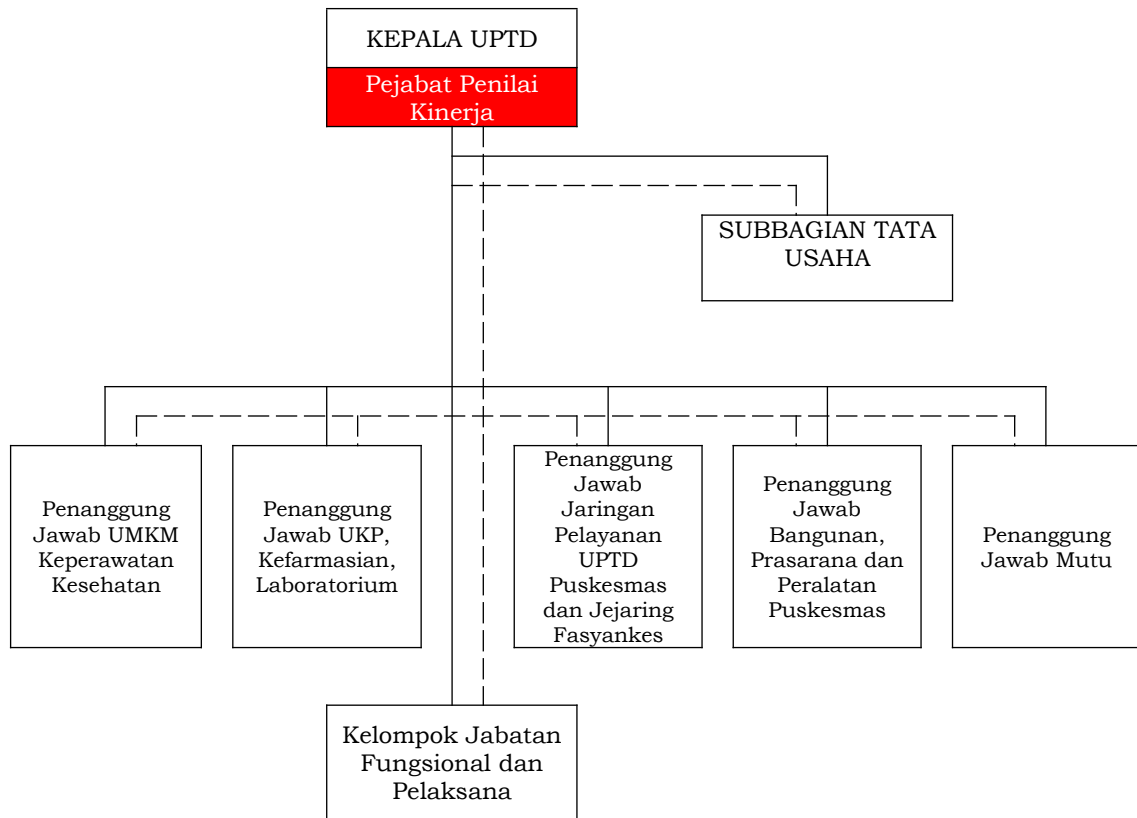 KEPALA UPTD
Pejabat Penilai
Kinerja
SUBBAGIAN TATA
USAHA
Penanggung
Jawab UMKM
Keperawatan
Kesehatan
Penanggung
Jawab UKP,
Kefarmasian,
Laboratorium
Penanggung
Jawab
Jaringan
Pelayanan
UPTD
Puskesmas
dan Jejaring
Fasyankes
Penanggung
Jawab
Bangunan,
Prasarana dan
Peralatan
Puskesmas
Penanggung
Jawab Mutu
Kelompok Jabatan
Fungsional dan
Pelaksana